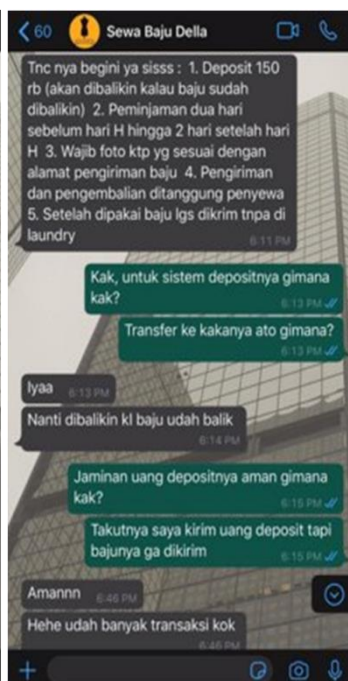 60 Sewa Baju Della
Tnc nya begini ya sisss : 1. Deposit 150
rb (akan dibalikin kalau baju sudah
dibalikin) 2. Peminjaman dua hari
sebelum hari H hingga 2 hari setelah hari
H 3. Wajib foto ktp yg sesuai dengan
alamat pengiriman baju 4. Pengiriman
dan pengembalian ditanggung penyewa
5. Setelah dipakai baju lgs dikrim tnpa di
laundry
6:11 PM
Kak, untuk sistem depositnya gimana
kak?
6:13 PM
Transfer ke kakanya ato gimana?
6:13 PM
Iyaa 6:13 PM
Nanti dibalikin kl baju udah balik
6:14 PM
Jaminan uang depositnya aman gimana
kak?
6:15 PM
Takutnya saya kirim uang deposit tapi
bajunya ga dikirim
6:15 PM
Amannn 6:46 PM
Hehe udah banyak transaksi kok
6:46 PM